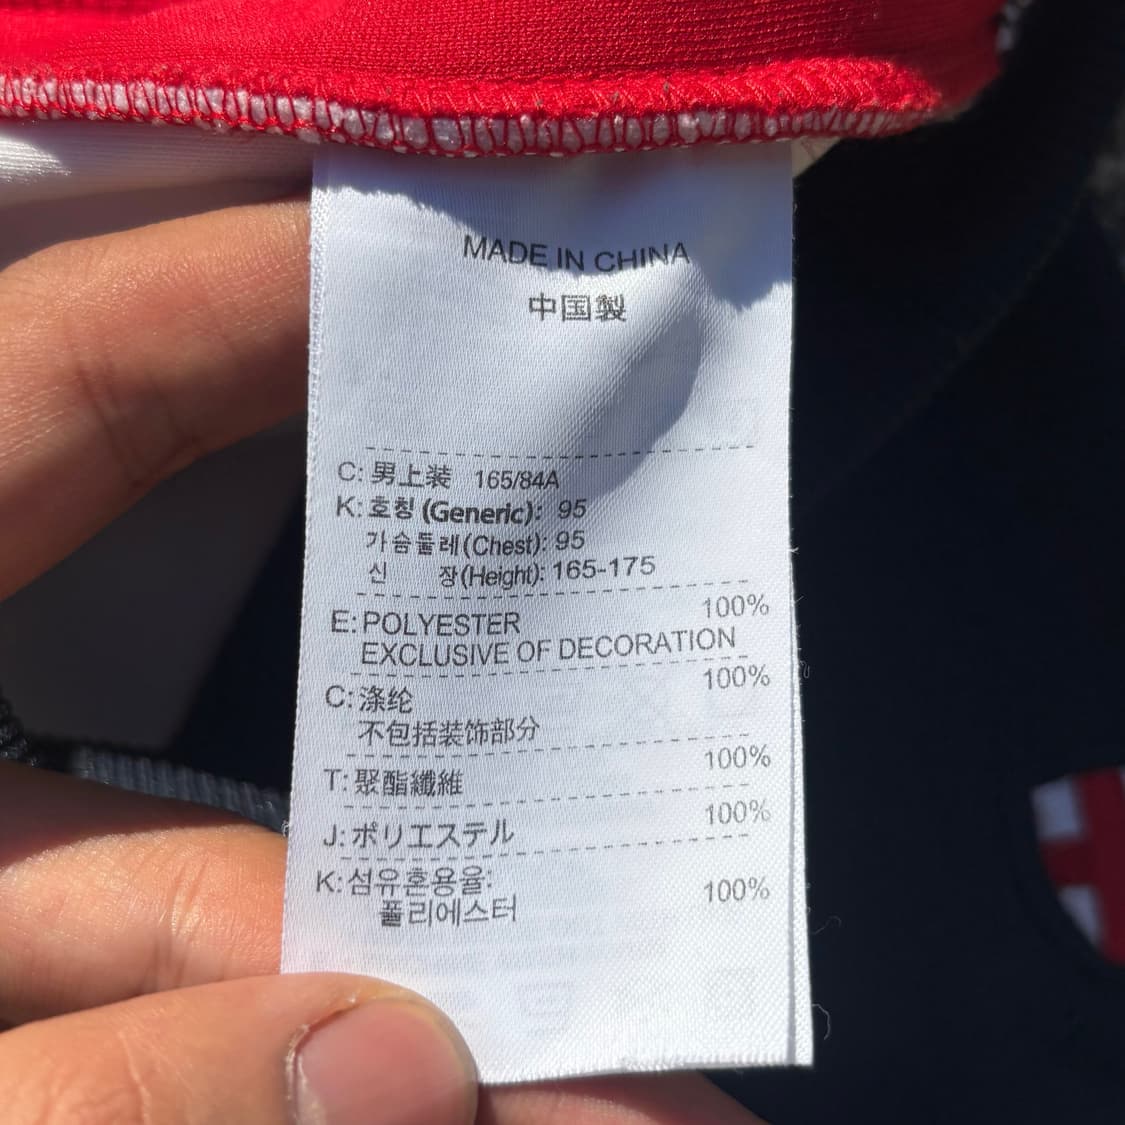 MADE IN CHINA
中国製
C: 男上装 165/84A
K: 호칭 (Generic): 95
가슴둘레(Chest): 95
신 장(Height): 165-175
E: POLYESTER 100%
EXCLUSIVE OF DECORATION
C: 涤纶 100%
不包括装饰部分
T: 聚酯纖維 100%
J: ポリエステル 100%
K: 섬유혼용율:
폴리에스터 100%